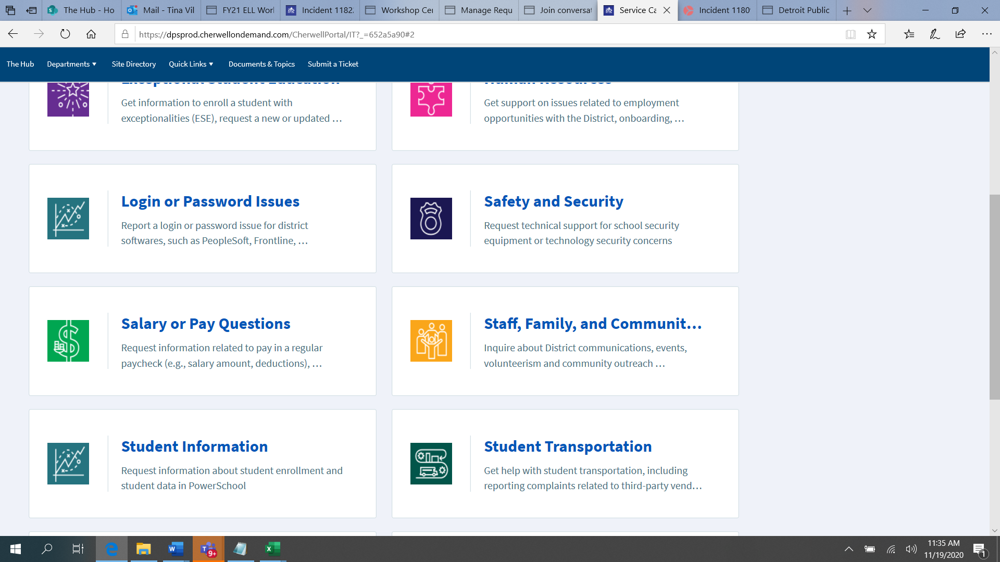 The Hub - Ho
Mail - Tina Vil
FY21 ELL Worl
Incident 1182
Workshop Cer
Manage Requ
Join conversat
Service Ca
Incident 1180
Detroit Public
https://dpsprod.cherwellondemand.com/CherwellPortal/IT?_=652a5a90#2
The Hub Departments Site Directory Quick Links Documents & Topics Submit a Ticket
Exceptional Student Education
Get information to enroll a student with
exceptionalities (ESE), request a new or updated …
Human Resources
Get support on issues related to employment
opportunities with the District, onboarding, …
Login or Password Issues
Report a login or password issue for district
softwares, such as PeopleSoft, Frontline, …
Safety and Security
Request technical support for school security
equipment or technology security concerns
Salary or Pay Questions
Request information related to pay in a regular
paycheck (e.g., salary amount, deductions), …
Staff, Family, and Communit…
Inquire about District communications, events,
volunteerism and community outreach …
Student Information
Request information about student enrollment and
student data in PowerSchool
Student Transportation
Get help with student transportation, including
reporting complaints related to third-party vend…
9+
11:35 AM
11/19/2020
1